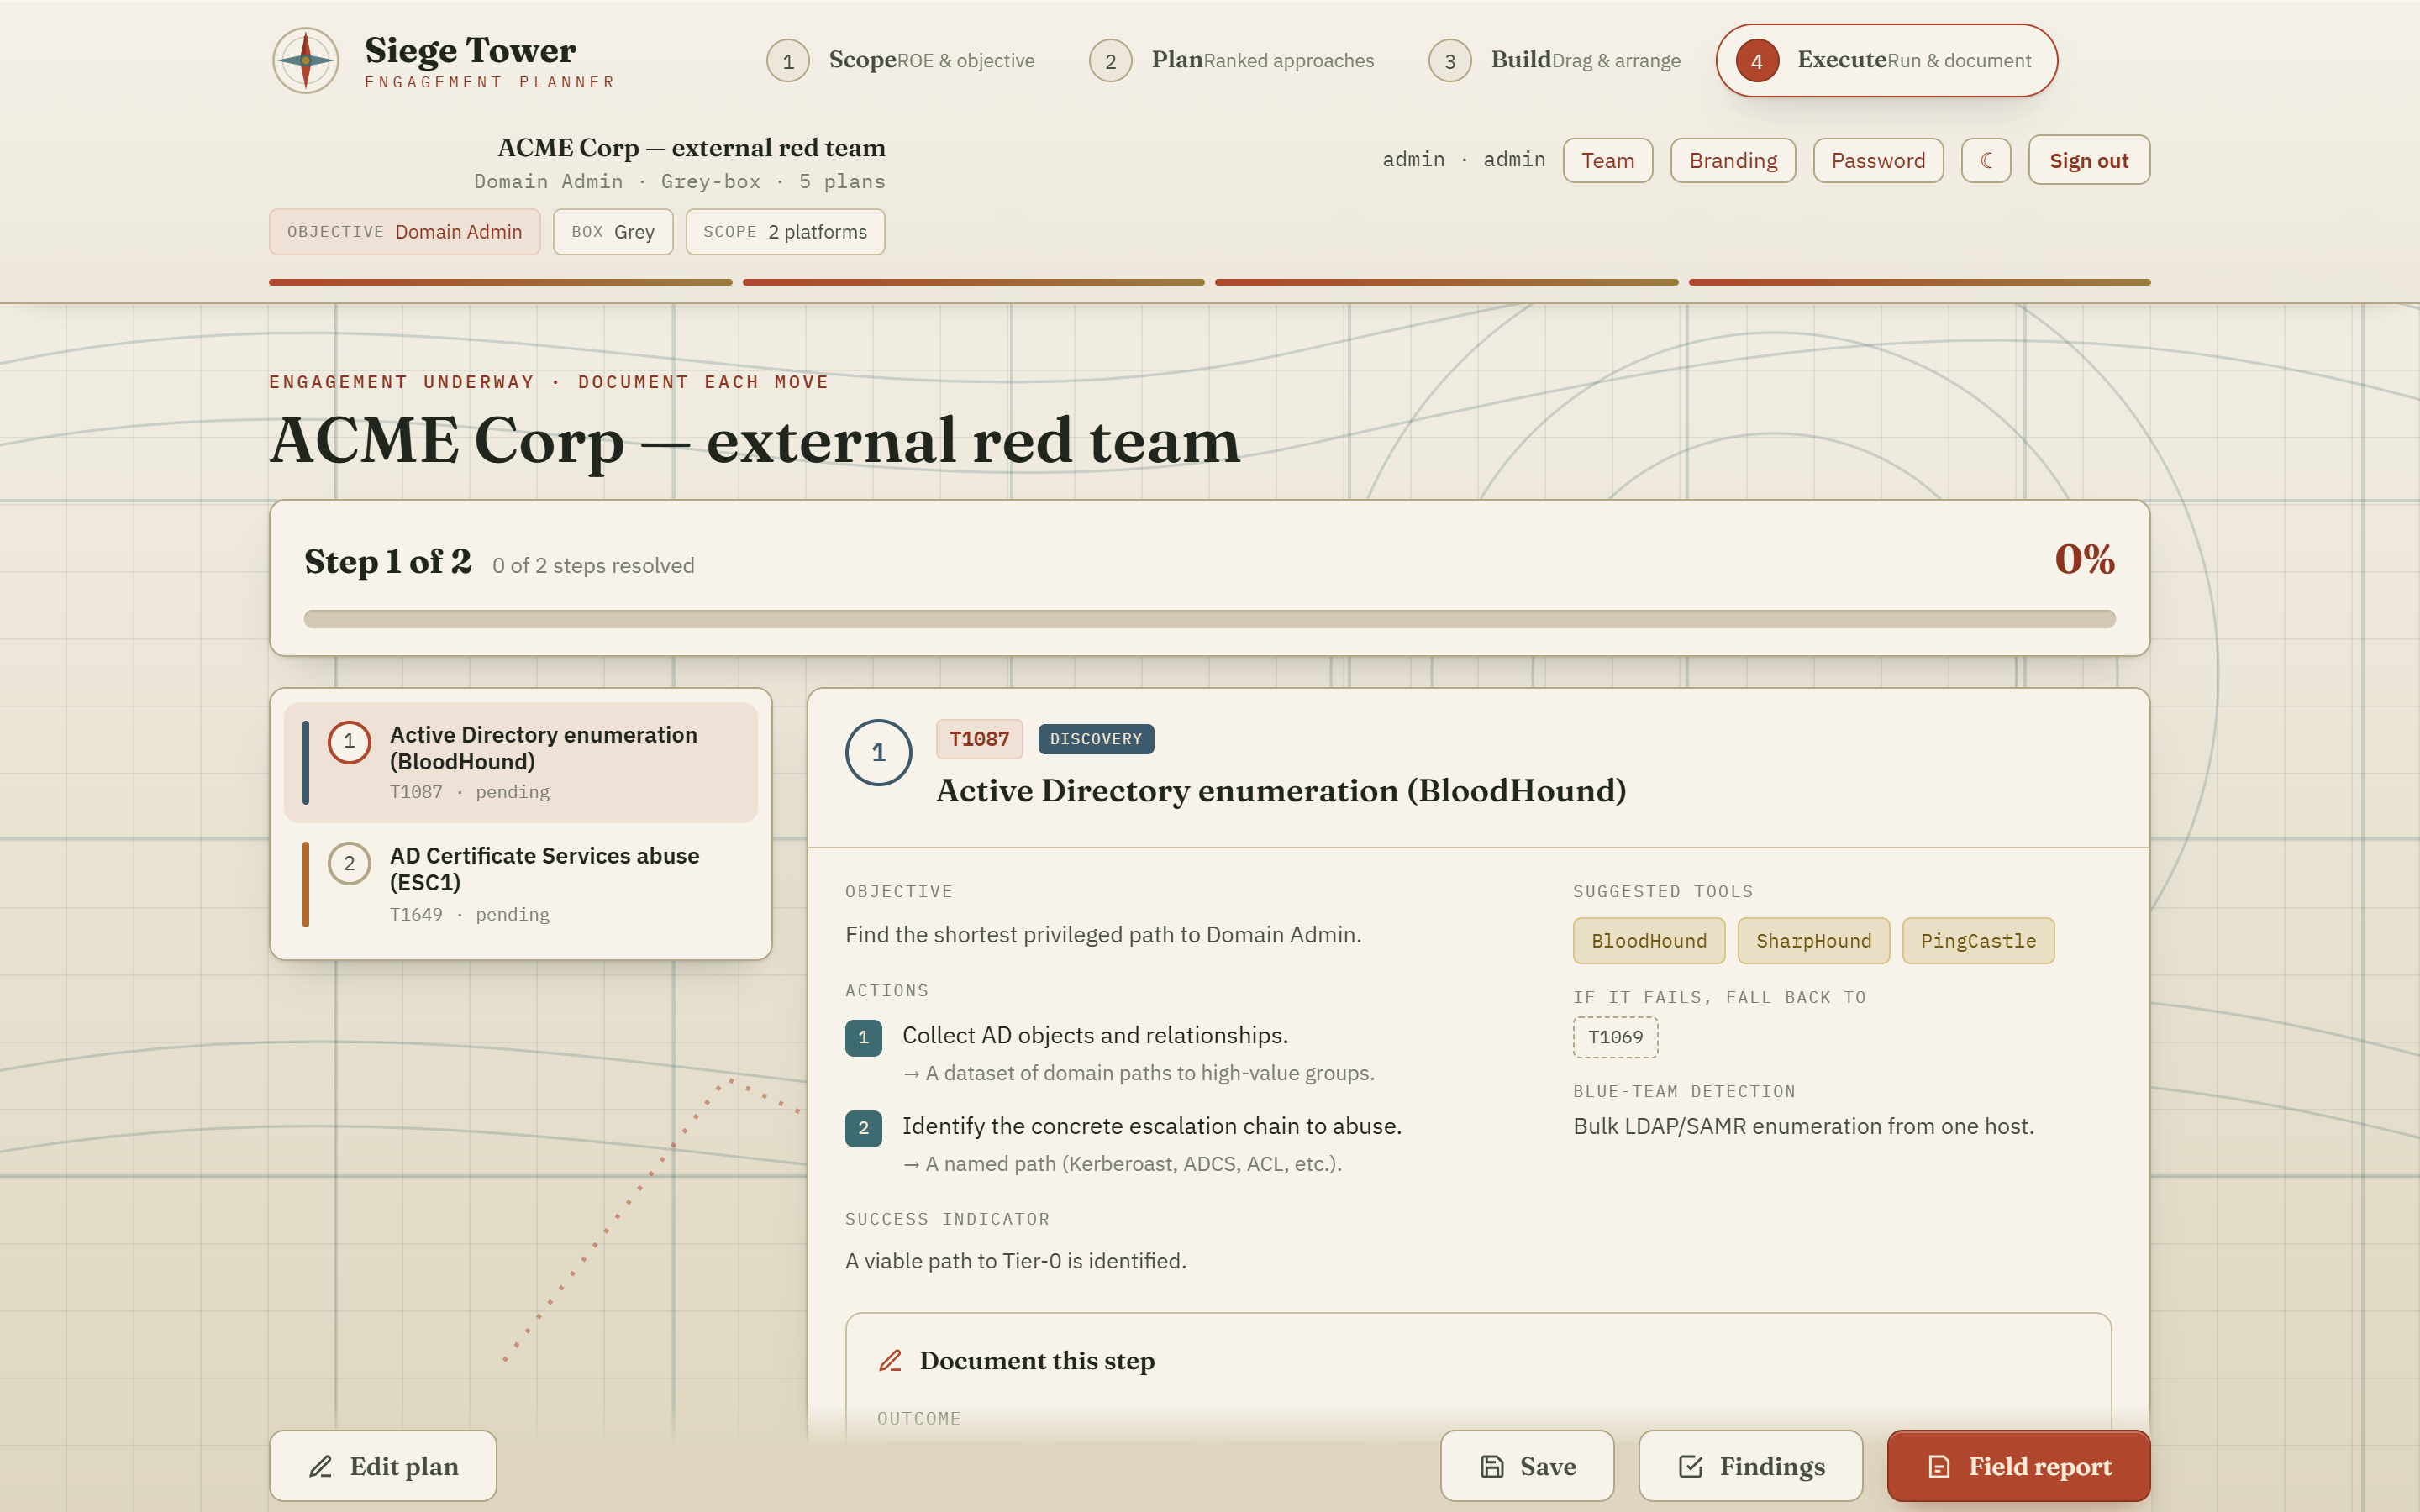 Siege Tower
ENGAGEMENT PLANNER
1 Scope ROE & objective
2 Plan Ranked approaches
3 Build Drag & arrange
4 Execute Run & document
ACME Corp — external red team
Domain Admin · Grey-box · 5 plans
admin · admin Team Branding Password ☾ Sign out
OBJECTIVE Domain Admin BOX Grey SCOPE 2 platforms
ENGAGEMENT UNDERWAY · DOCUMENT EACH MOVE
ACME Corp — external red team
Step 1 of 2 0 of 2 steps resolved 0%
1 Active Directory enumeration
(BloodHound)
T1087 · pending
2 AD Certificate Services abuse
(ESC1)
T1649 · pending
1 T1087 DISCOVERY
Active Directory enumeration (BloodHound)
OBJECTIVE
Find the shortest privileged path to Domain Admin.
ACTIONS
1 Collect AD objects and relationships.
→ A dataset of domain paths to high-value groups.
2 Identify the concrete escalation chain to abuse.
→ A named path (Kerberoast, ADCS, ACL, etc.).
SUCCESS INDICATOR
A viable path to Tier-0 is identified.
SUGGESTED TOOLS
BloodHound SharpHound PingCastle
IF IT FAILS, FALL BACK TO
T1069
BLUE-TEAM DETECTION
Bulk LDAP/SAMR enumeration from one host.
Document this step
OUTCOME
Edit plan Save Findings Field report